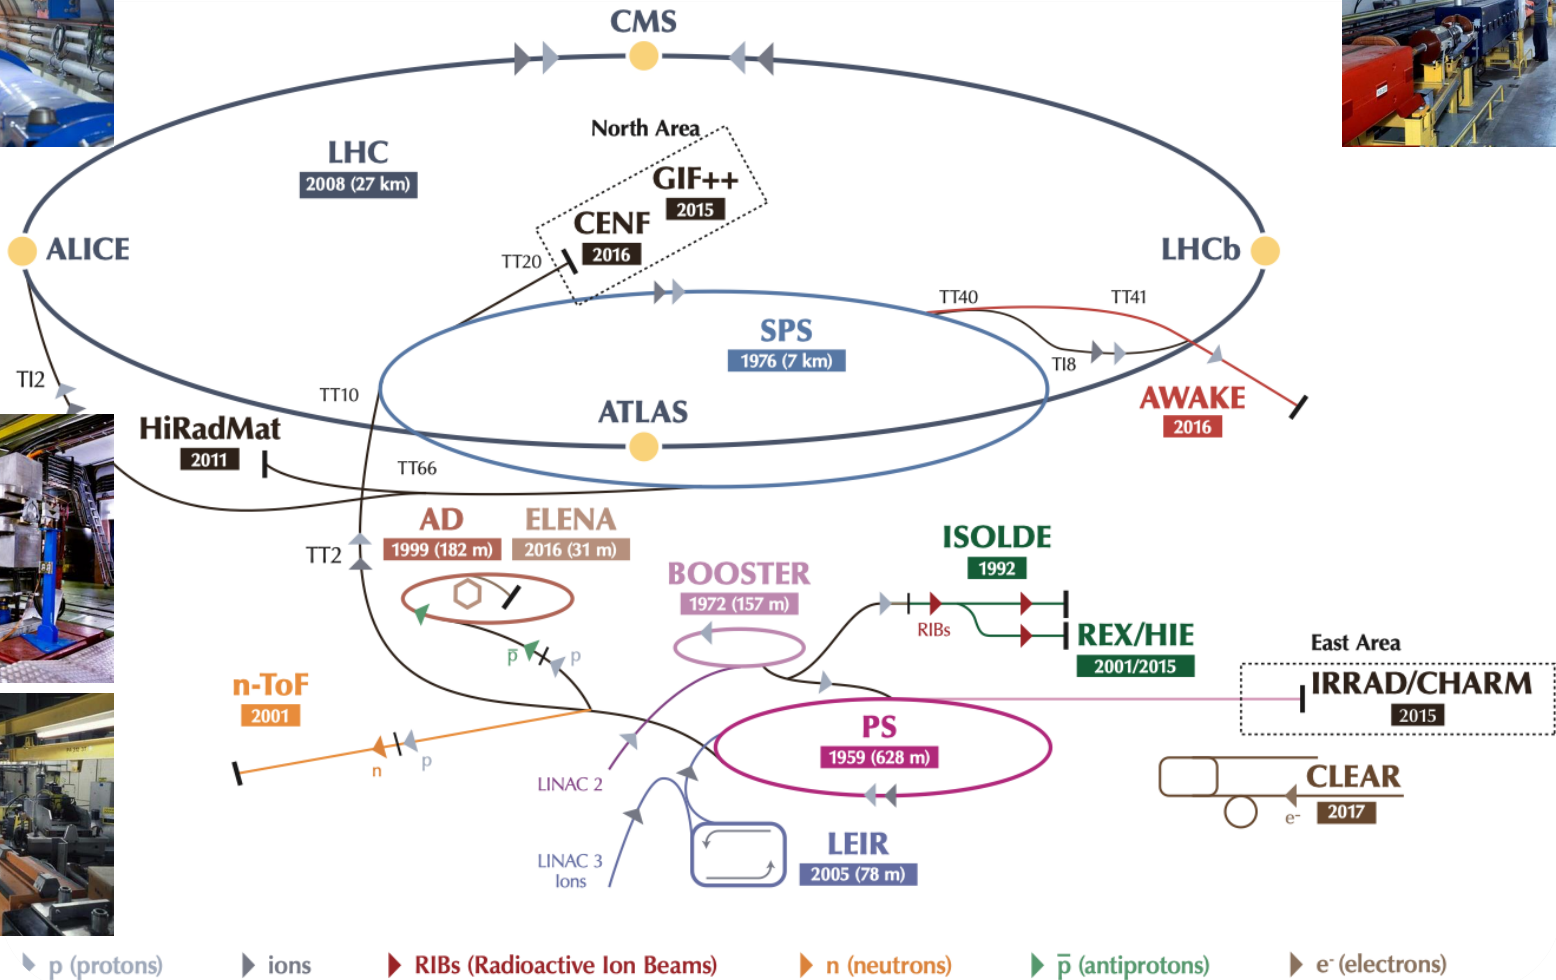 CMS
North Area
LHC
2008 (27 km)
GIF++
2015
CENF
2016
ALICE
LHCb
TT20
TT40
TT41
SPS
1976 (7 km)
TI8
TI2
TT10
ATLAS
AWAKE
2016
HiRadMat
2011
TT66
AD
1999 (182 m)
ELENA
2016 (31 m)
TT2
ISOLDE
1992
BOOSTER
1972 (157 m)
RIBs
REX/HIE
2001/2015
East Area
p̅
p
n-ToF
2001
IRRAD/CHARM
2015
PS
1959 (628 m)
n
p
LINAC 2
CLEAR
2017
e-
LEIR
2005 (78 m)
LINAC 3
Ions
p (protons)
ions
RIBs (Radioactive Ion Beams)
n (neutrons)
p̅ (antiprotons)
e- (electrons)